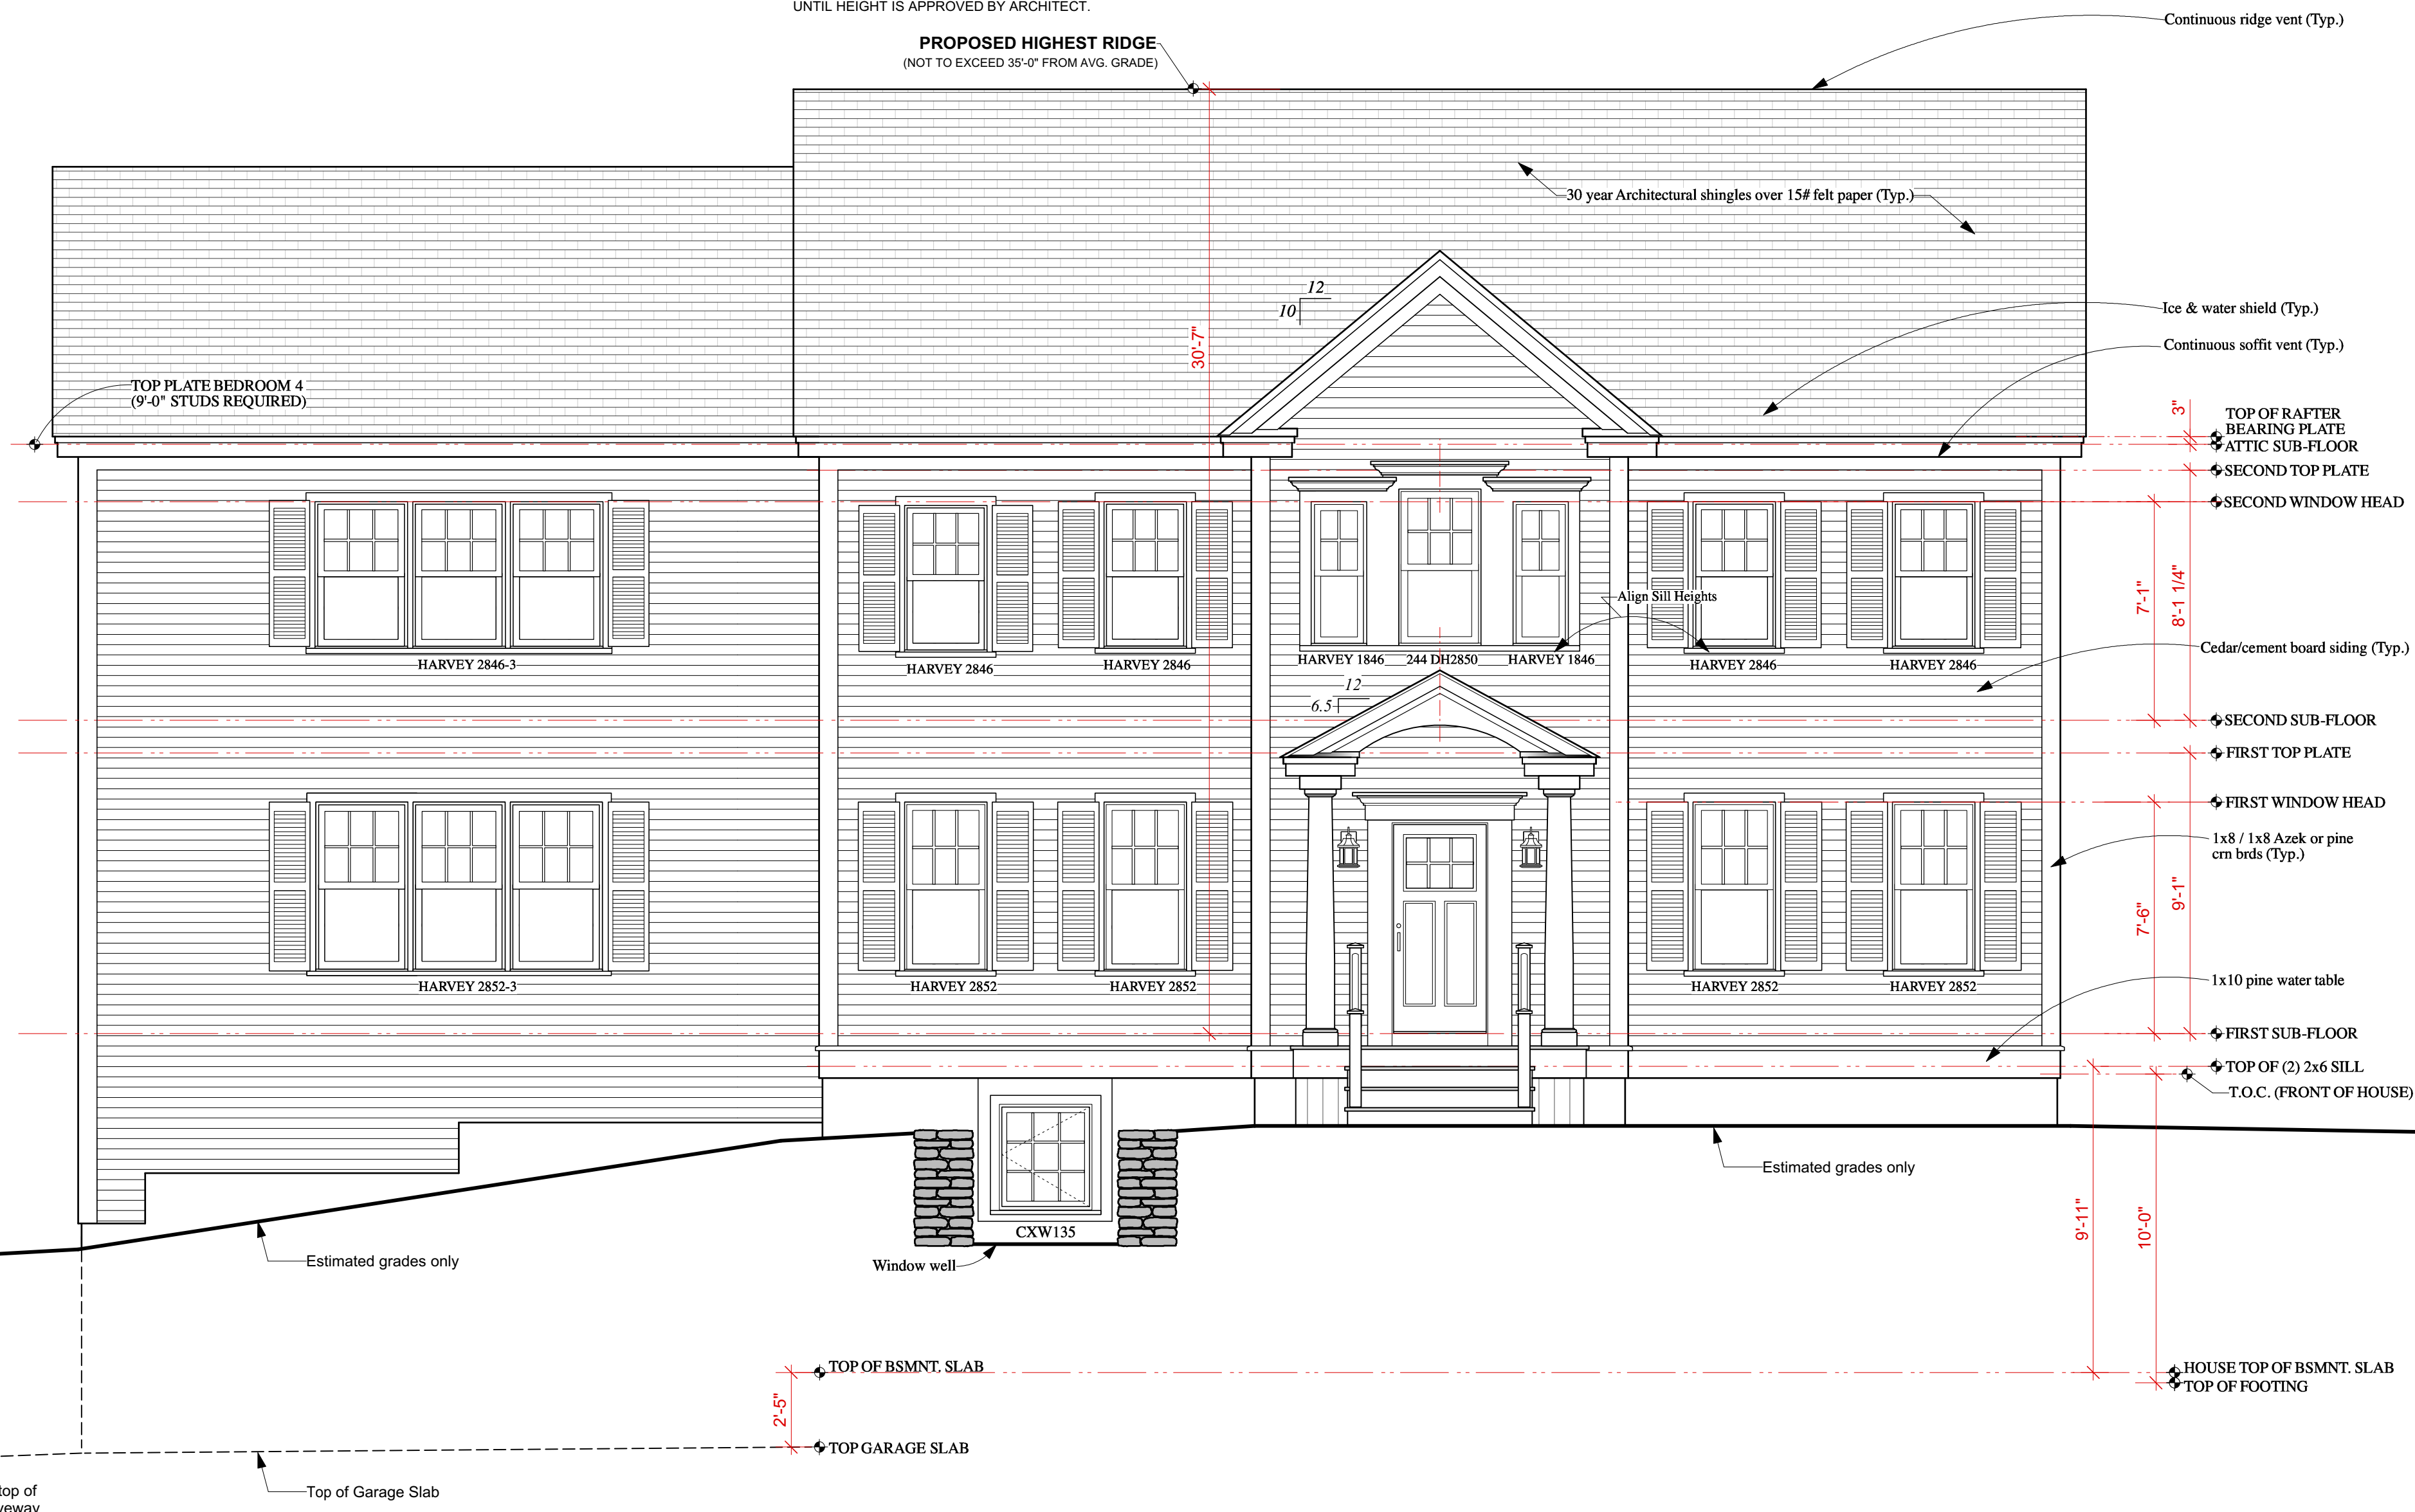 UNTIL HEIGHT IS APPROVED BY ARCHITECT.
Continuous ridge vent (Typ.)
PROPOSED HIGHEST RIDGE
(NOT TO EXCEED 35'-0" FROM AVG. GRADE)
30 year Architectural shingles over 15# felt paper (Typ.)
12
10
Ice & water shield (Typ.)
30'-7"
Continuous soffit vent (Typ.)
TOP PLATE BEDROOM 4
(9'-0" STUDS REQUIRED)
3"
TOP OF RAFTER
BEARING PLATE
ATTIC SUB-FLOOR
SECOND TOP PLATE
SECOND WINDOW HEAD
7'-1"
8'-1 1/4"
Align Sill Heights
Cedar/cement board siding (Typ.)
HARVEY 2846-3
HARVEY 2846
HARVEY 2846
HARVEY 1846
244 DH2850
HARVEY 1846
HARVEY 2846
HARVEY 2846
12
6.5
SECOND SUB-FLOOR
FIRST TOP PLATE
FIRST WINDOW HEAD
1x8 / 1x8 Azek or pine
crn brds (Typ.)
7'-6"
9'-1"
HARVEY 2852-3
HARVEY 2852
HARVEY 2852
HARVEY 2852
HARVEY 2852
1x10 pine water table
FIRST SUB-FLOOR
TOP OF (2) 2x6 SILL
T.O.C. (FRONT OF HOUSE)
Estimated grades only
9'-11"
10'-0"
CXW135
Estimated grades only
Window well
TOP OF BSMNT. SLAB
HOUSE TOP OF BSMNT. SLAB
TOP OF FOOTING
2'-5"
TOP GARAGE SLAB
top of
Top of Garage Slab